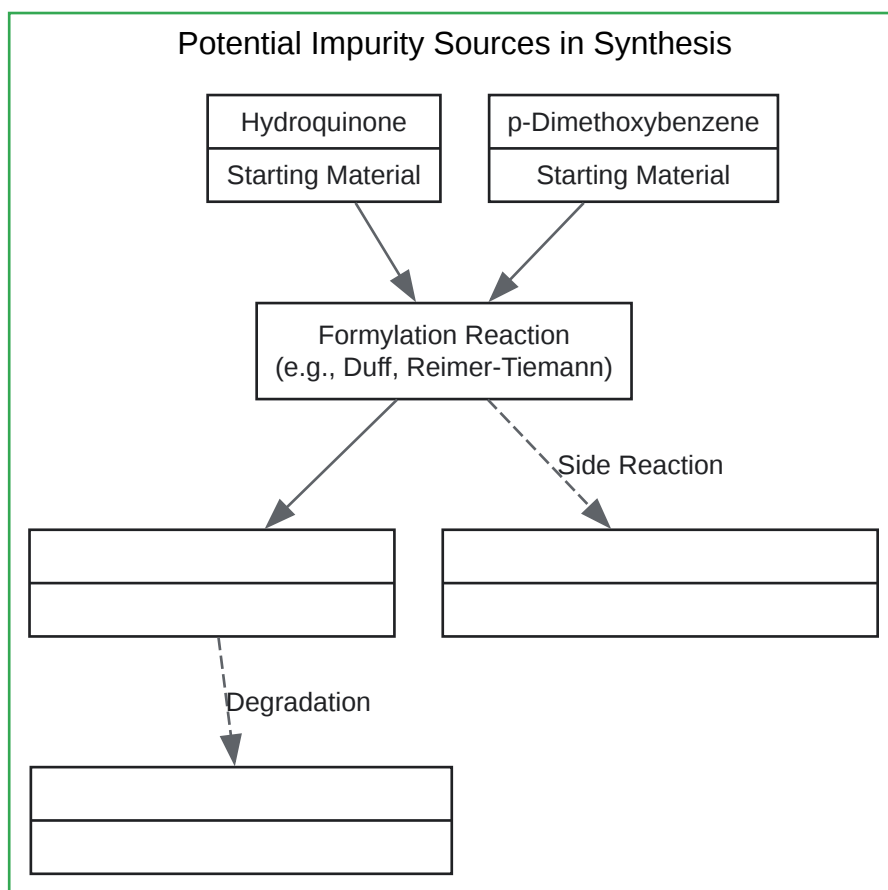 Potential Impurity Sources in Synthesis
Hydroquinone
p-Dimethoxybenzene
Starting Material
Starting Material
Formylation Reaction
(e.g., Duff, Reimer-Tiemann)
Side Reaction
Degradation